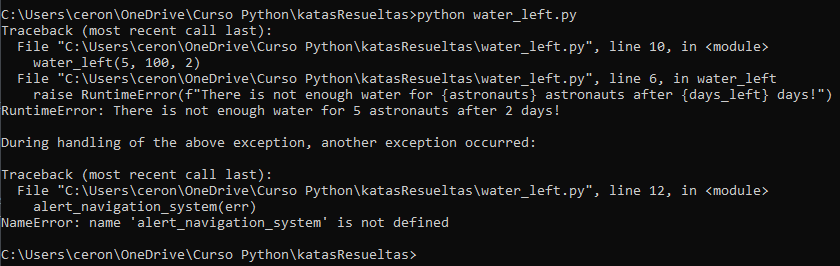 C:\Users\ceron\OneDrive\Curso Python\katasResueltas>python water_left.py
Traceback (most recent call last):
  File "C:\Users\ceron\OneDrive\Curso Python\katasResueltas\water_left.py", line 10, in <module>
    water_left(5, 100, 2)
  File "C:\Users\ceron\OneDrive\Curso Python\katasResueltas\water_left.py", line 6, in water_left
    raise RuntimeError(f"There is not enough water for {astronauts} astronauts after {days_left} days!")
RuntimeError: There is not enough water for 5 astronauts after 2 days!

During handling of the above exception, another exception occurred:

Traceback (most recent call last):
  File "C:\Users\ceron\OneDrive\Curso Python\katasResueltas\water_left.py", line 12, in <module>
    alert_navigation_system(err)
NameError: name 'alert_navigation_system' is not defined

C:\Users\ceron\OneDrive\Curso Python\katasResueltas>